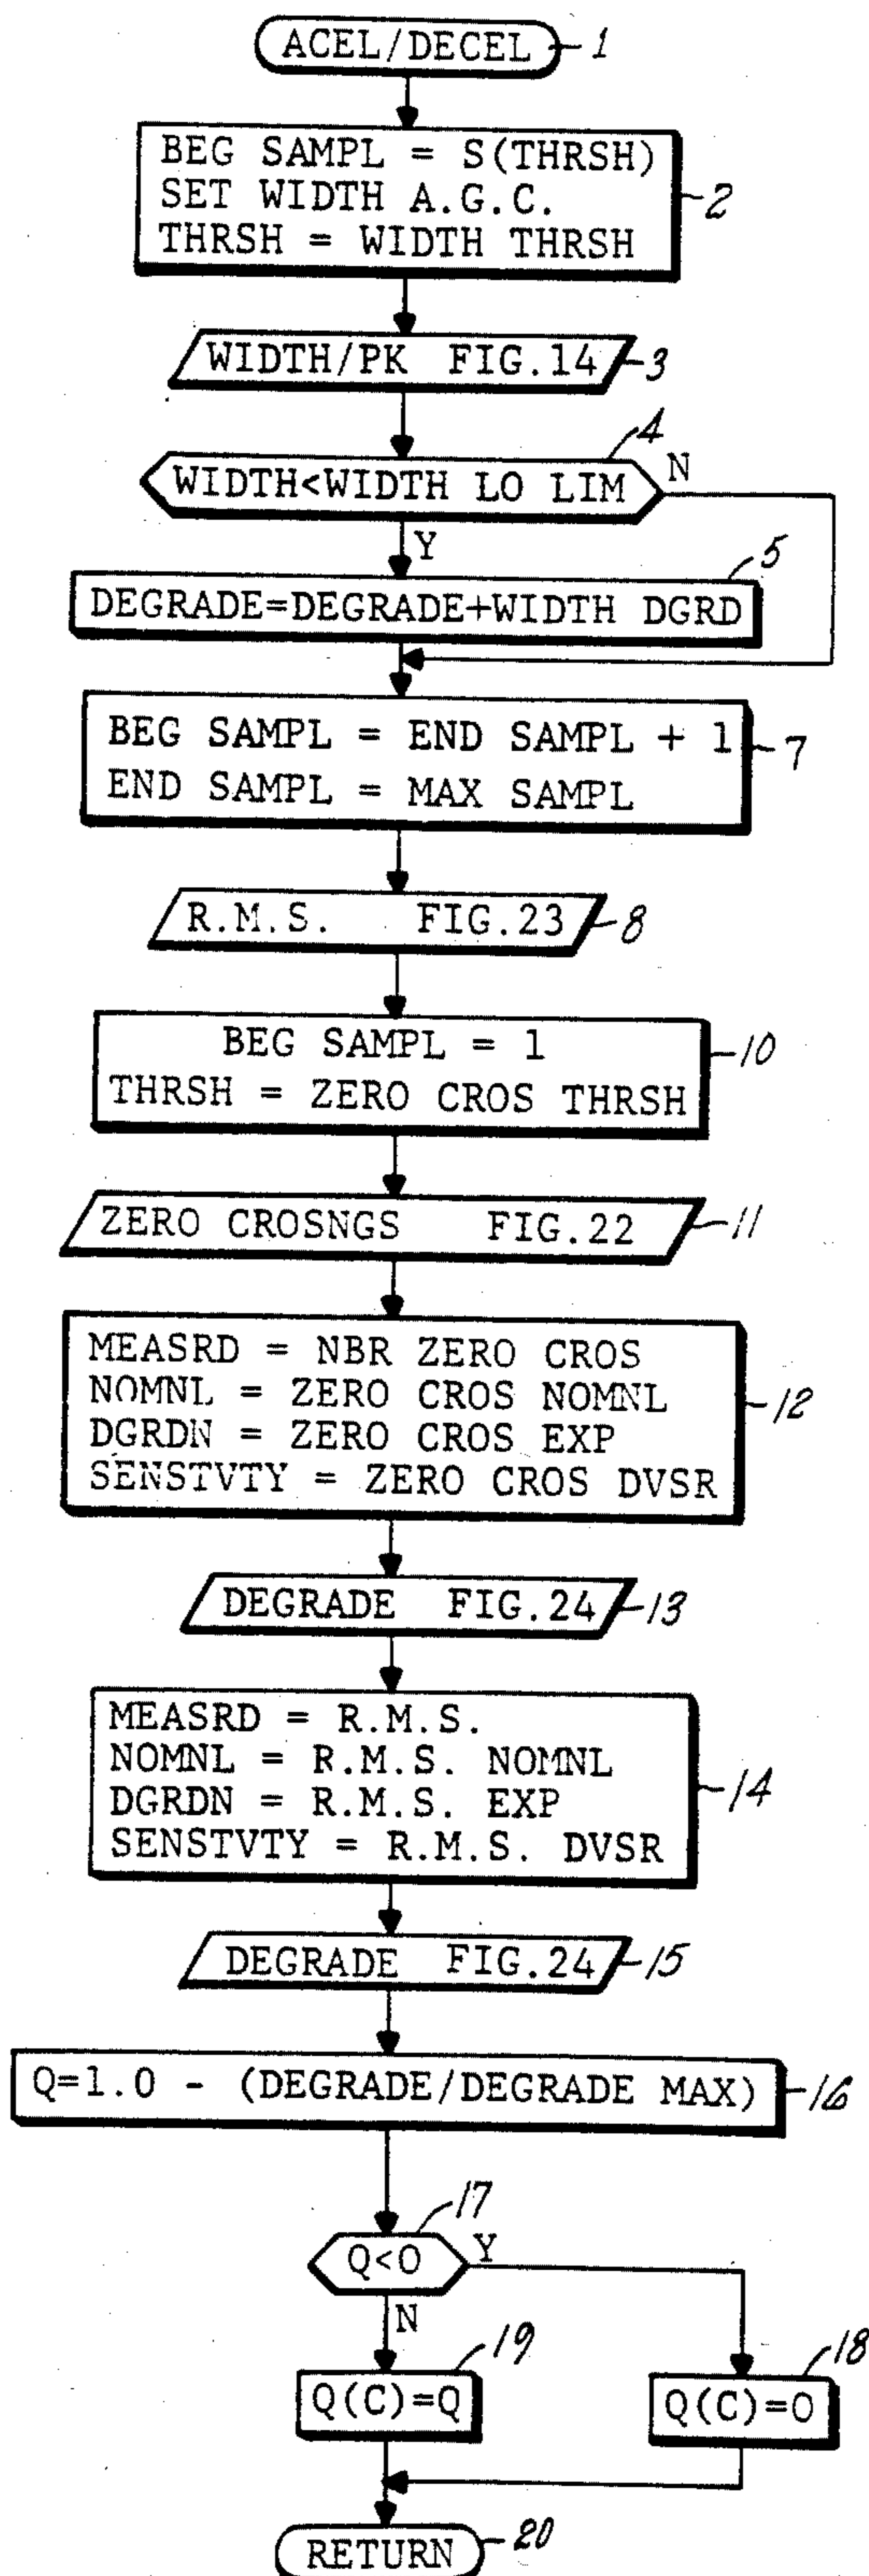 ACEL/DECEL 1
BEG SAMPL = S(THRSH)
SET WIDTH A.G.C. 2
THRSH = WIDTH THRSH
WIDTH/PK FIG.14 3
4
WIDTH<WIDTH LO LIM N
Y
5
DEGRADE=DEGRADE+WIDTH DGRD
BEG SAMPL = END SAMPL + 1 7
END SAMPL = MAX SAMPL
R.M.S. FIG.23 8
BEG SAMPL = 1 10
THRSH = ZERO CROS THRSH
ZERO CROSNGS FIG.22 11
MEASRD = NBR ZERO CROS
NOMNL = ZERO CROS NOMNL 12
DGRDN = ZERO CROS EXP
SENSTVTY = ZERO CROS DVSR
DEGRADE FIG.24 13
MEASRD = R.M.S.
NOMNL = R.M.S. NOMNL
DGRDN = R.M.S. EXP 14
SENSTVTY = R.M.S. DVSR
DEGRADE FIG.24 15
Q=1.0 - (DEGRADE/DEGRADE MAX) 16
17
Q<0 Y
N
19 18
Q(C)=Q Q(C)=0
RETURN 20